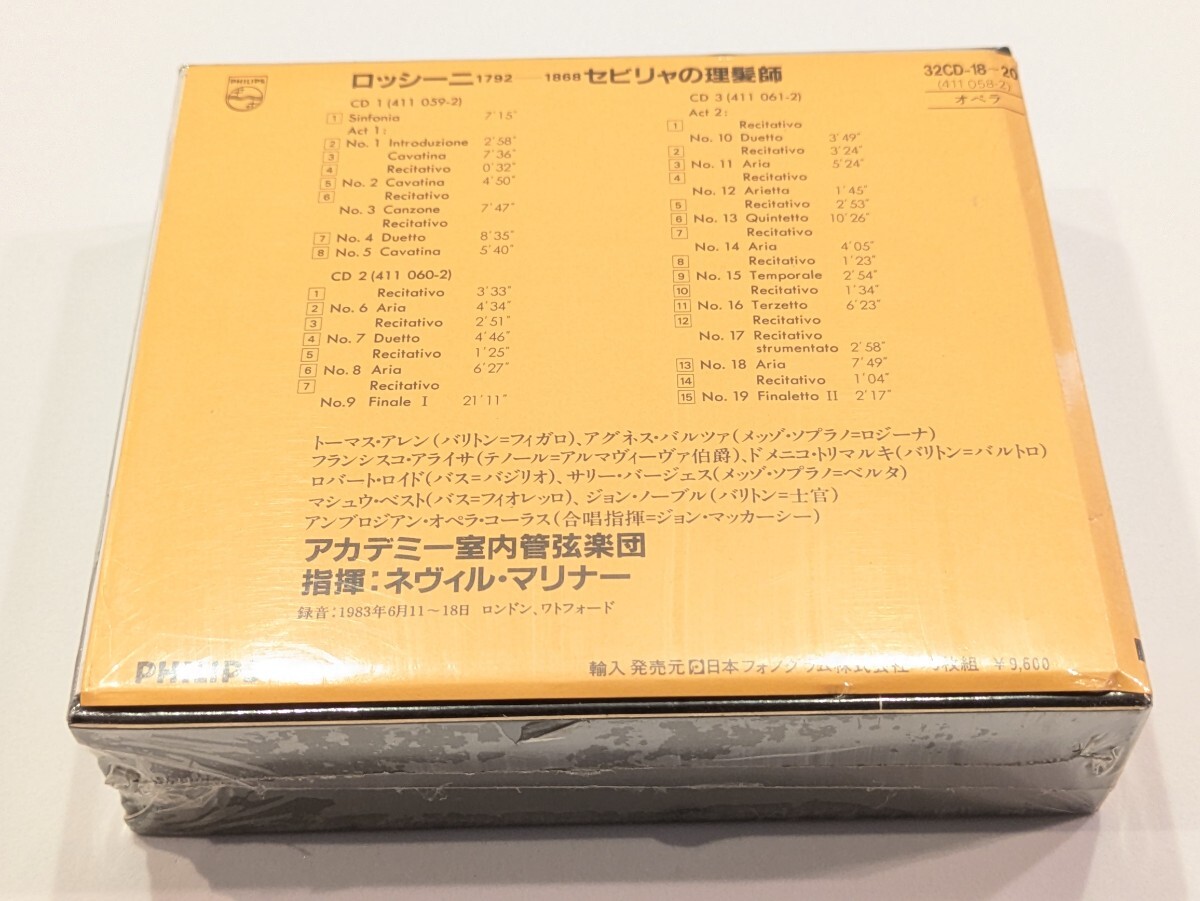 PHILIPS
ロッシーニ1792—1868セビリャの理髪師
32CD-18~20
(411 058-2)
オペラ
CD 1 (411 059-2)
1 Sinfonia 7'15"
Act 1:
2 No. 1 Introduzione 2'58"
3 Cavatina 7'36"
4 Recitativo 0'32"
5 No. 2 Cavatina 4'50"
6 Recitativo
No. 3 Canzone 7'47"
Recitativo
7 No. 4 Duetto 8'35"
8 No. 5 Cavatina 5'40"
CD 2 (411 060-2)
1 Recitativo 3'33"
2 No. 6 Aria 4'34"
3 Recitativo 2'51"
4 No. 7 Duetto 4'46"
5 Recitativo 1'25"
6 No. 8 Aria 6'27"
7 Recitativo
No.9 Finale I 21'11"
CD 3 (411 061-2)
Act 2:
1 Recitativo
No. 10 Duetto 3'49"
2 Recitativo 3'24"
3 No. 11 Aria 5'24"
4 Recitativo
No. 12 Arietta 1'45"
5 Recitativo 2'53"
6 No. 13 Quintetto 10'26"
7 Recitativo
No. 14 Aria 4'05"
8 Recitativo 1'23"
9 No. 15 Temporale 2'54"
10 Recitativo 1'34"
11 No. 16 Terzetto 6'23"
12 Recitativo
No. 17 Recitativo
strumentato 2'58"
13 No. 18 Aria 7'49"
14 Recitativo 1'04"
15 No. 19 Finaletto II 2'17"
トーマス・アレン(バリトン=フィガロ)、アグネス・バルツァ(メッゾ・ソプラノ=ロジーナ)
フランシスコ・アライサ(テノール=アルマヴィーヴァ伯爵)、ドメニコ・トリマルキ(バリトン=バルトロ)
ロバート・ロイド(バス=バジリオ)、サリー・バージェス(メッゾ・ソプラノ=ベルタ)
マシュウ・ベスト(バス=フィオレッロ)、ジョン・ノーブル(バリトン=士官)
アンブロジアン・オペラ・コーラス(合唱指揮=ジョン・マッカーシー)
アカデミー室内管弦楽団
指揮:ネヴィル・マリナー
録音:1983年6月11~18日 ロンドン、ワトフォード
PHILIPS
輸入 発売元 日本フォノグラム株式会社 枚組 ¥9,600